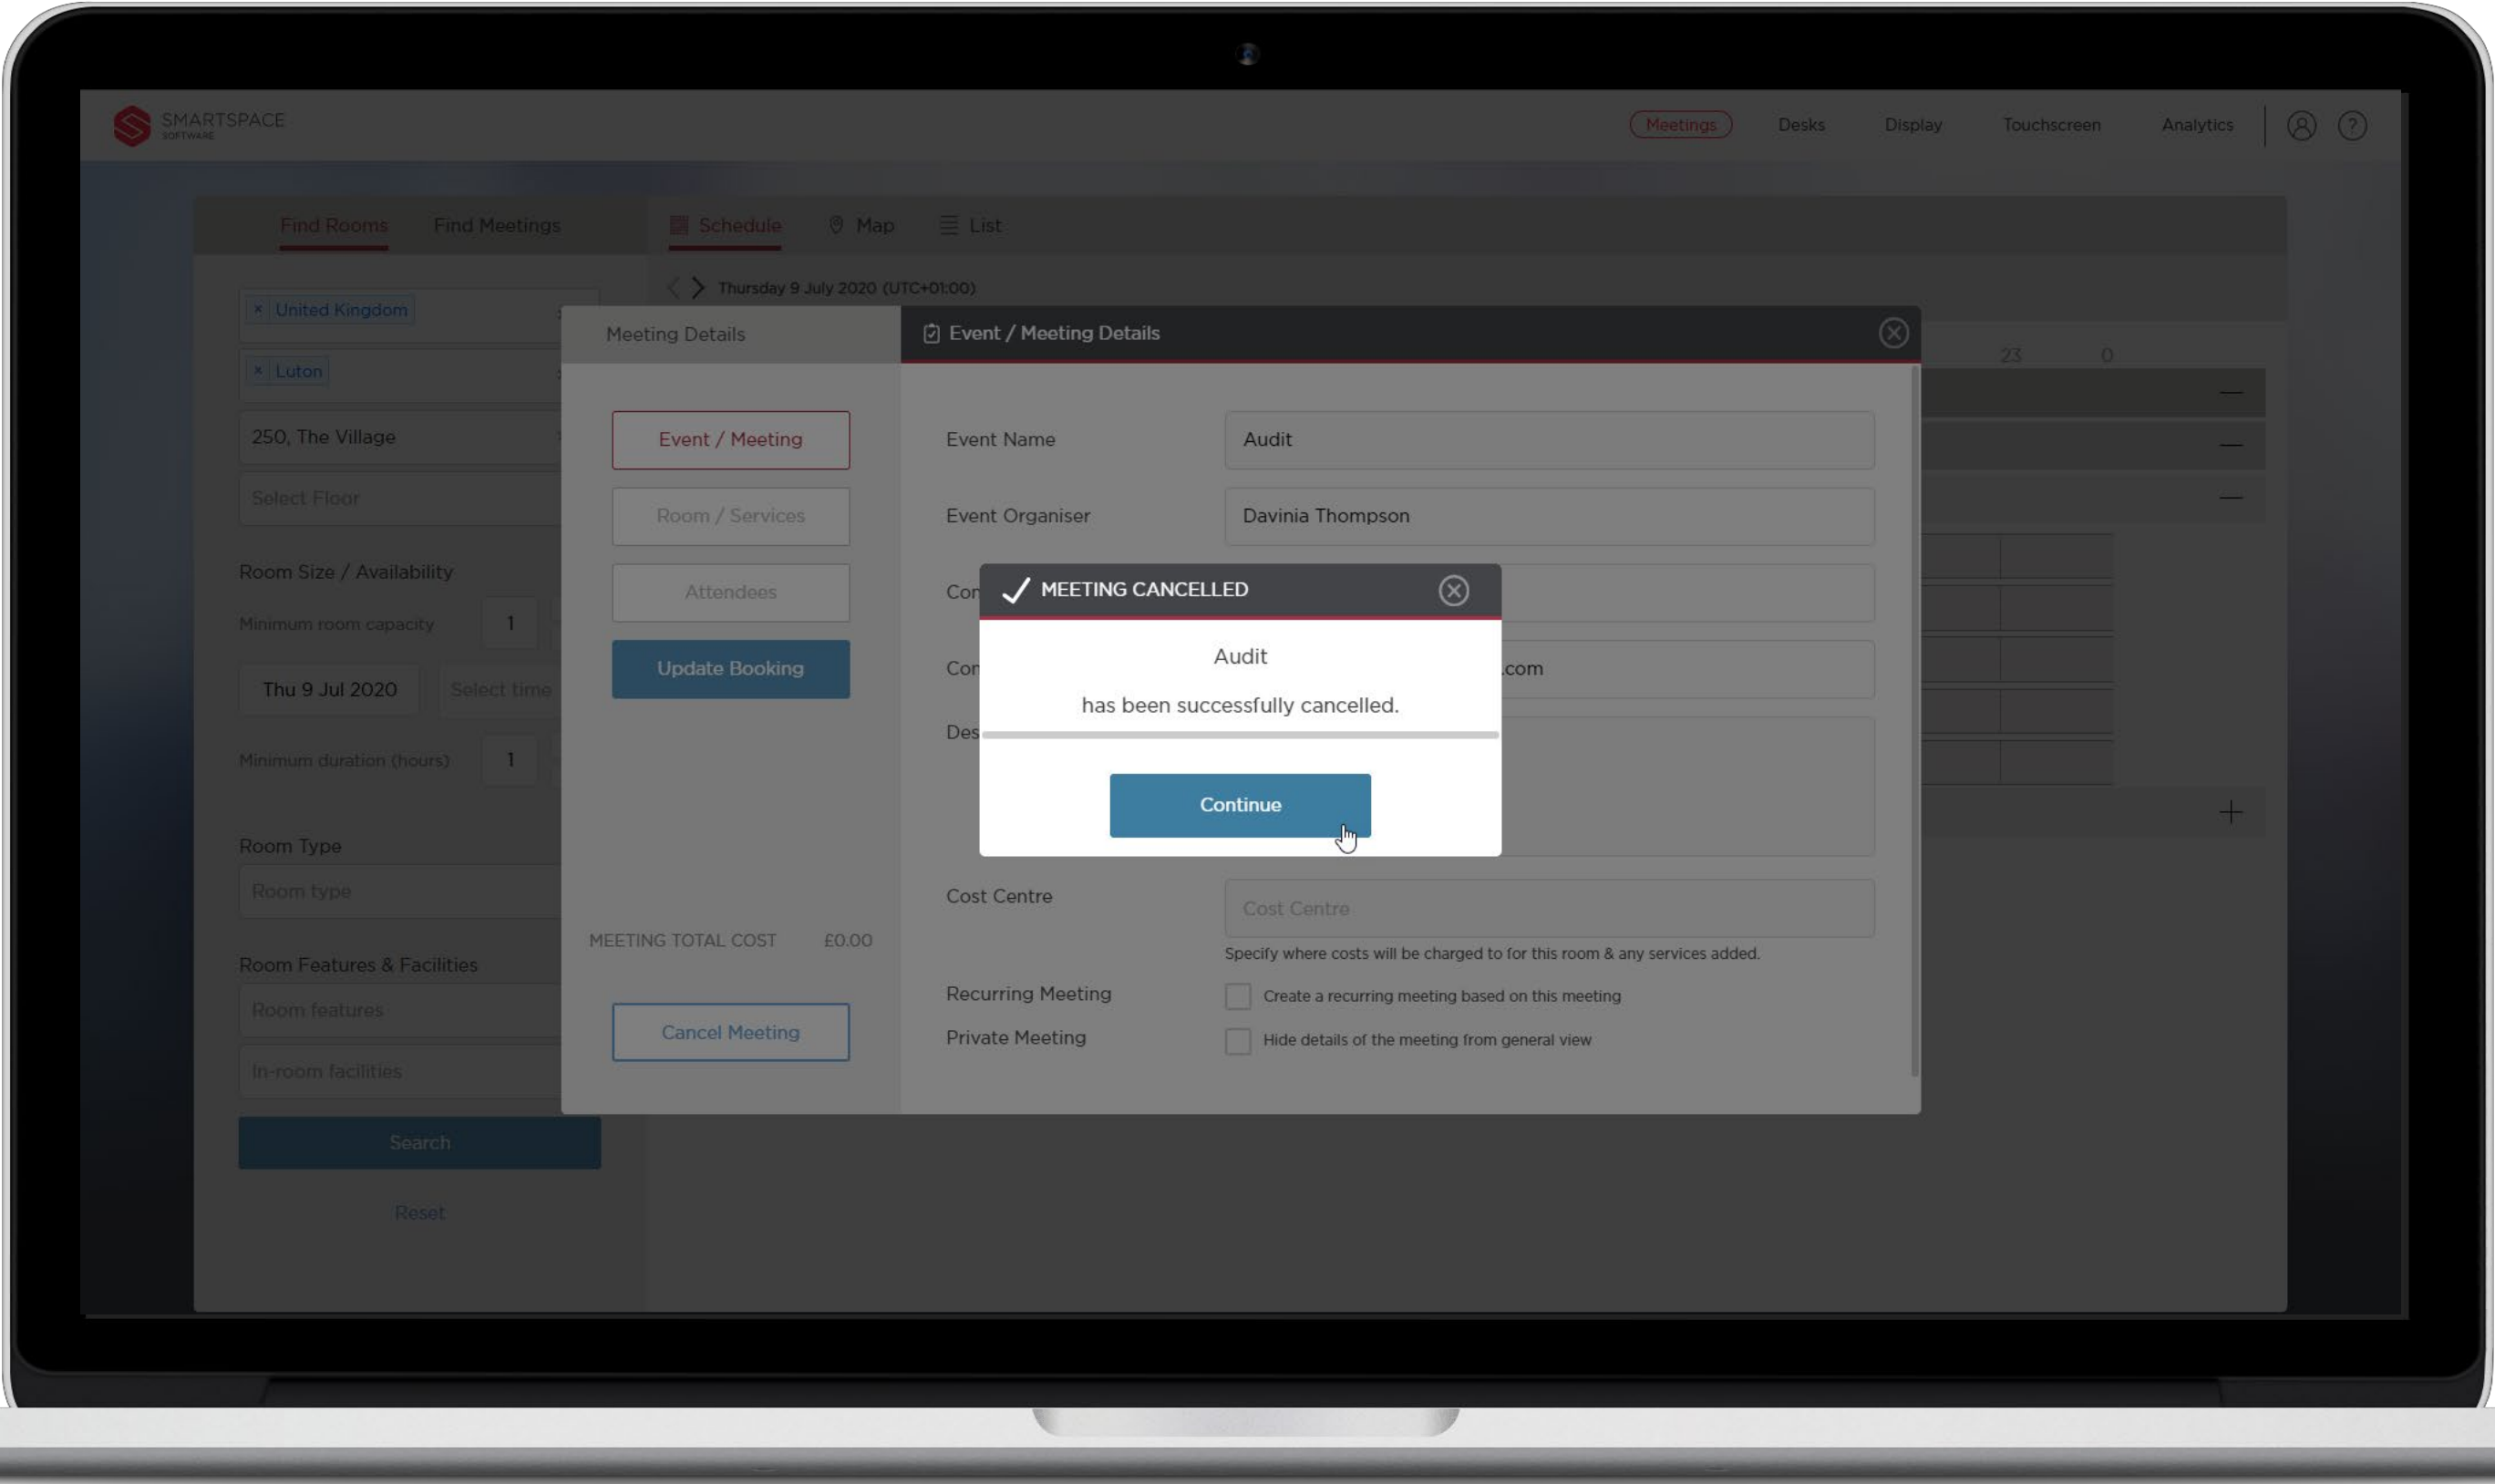 SMARTSPACE
SOFTWARE
Meetings
Desks
Display
Touchscreen
Analytics
?
Find Rooms
Find Meetings
Schedule
Map
List
Thursday 9 July 2020 (UTC+01:00)
× United Kingdom
× Luton
250, The Village
Select Floor
Room Size / Availability
Minimum room capacity
1
Thu 9 Jul 2020
Select time
Minimum duration (hours)
1
Room Type
Room type
Room Features & Facilities
Room features
In-room facilities
Search
Reset
23
0
Meeting Details
Event / Meeting
Room / Services
Attendees
Update Booking
MEETING TOTAL COST £0.00
Cancel Meeting
Event / Meeting Details
Event Name
Audit
Event Organiser
Davinia Thompson
Con
Con
.com
Des
Cost Centre
Cost Centre
Specify where costs will be charged to for this room & any services added.
Recurring Meeting
Create a recurring meeting based on this meeting
Private Meeting
Hide details of the meeting from general view
MEETING CANCELLED
Audit
has been successfully cancelled.
Continue